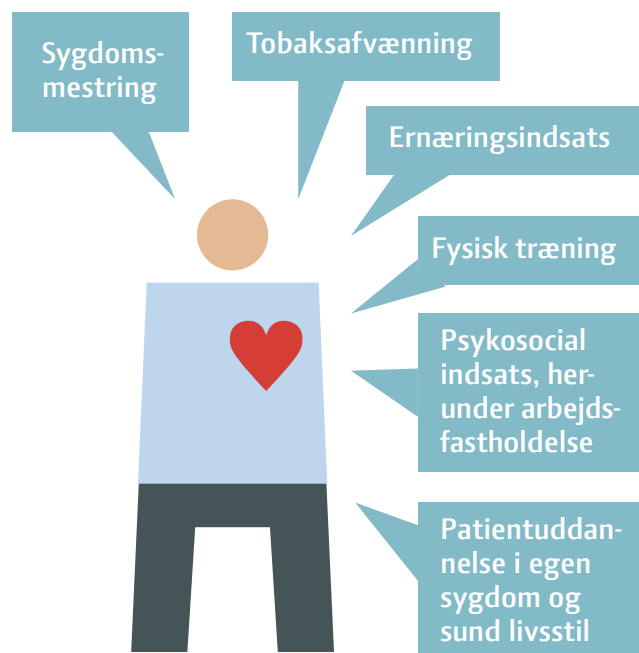 Sygdoms-
mestring
Tobaksafvænning
Ernæringsindsats
Fysisk træning
Psykosocial
indsats, her-
under arbejds-
fastholdelse
Patientuddan-
nelse i egen
sygdom og
sund livsstil